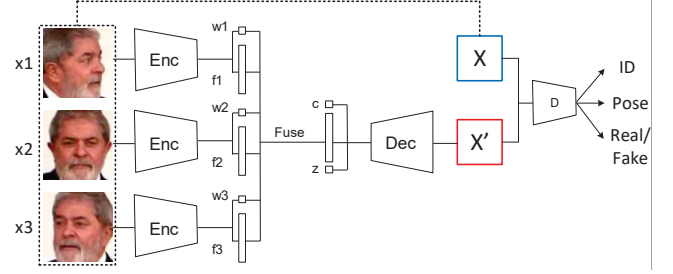 x1
Enc
w1
f1
x2
Enc
w2
f2
x3
Enc
w3
f3
Fuse
c
z
Dec
X
X'
D
ID
Pose
Real/
Fake